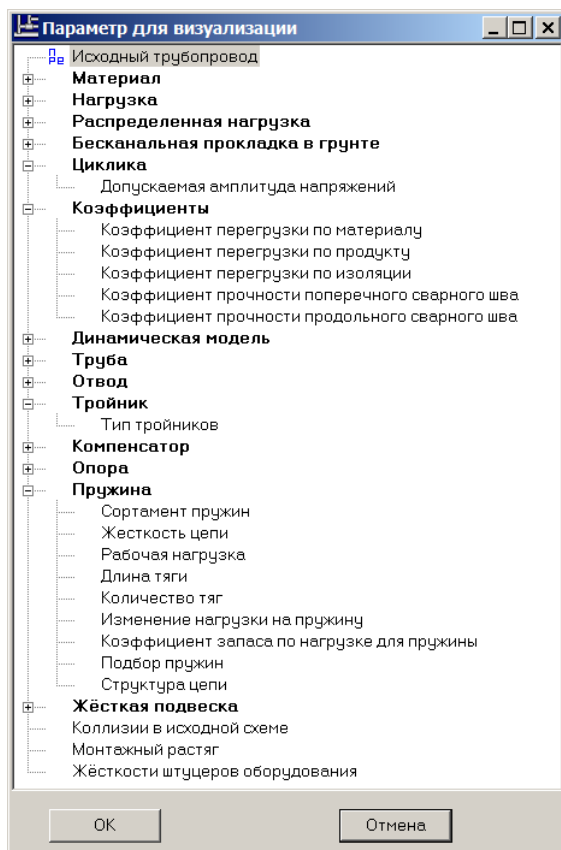 Параметр для визуализации
Исходный трубопровод
Материал
Нагрузка
Распределенная нагрузка
Бесканальная прокладка в грунте
Циклика
Допускаемая амплитуда напряжений
Коэффициенты
Коэффициент перегрузки по материалу
Коэффициент перегрузки по продукту
Коэффициент перегрузки по изоляции
Коэффициент прочности поперечного сварного шва
Коэффициент прочности продольного сварного шва
Динамическая модель
Труба
Отвод
Тройник
Тип тройников
Компенсатор
Опора
Пружина
Сортамент пружин
Жесткость цепи
Рабочая нагрузка
Длина тяги
Количество тяг
Изменение нагрузки на пружину
Коэффициент запаса по нагрузке для пружины
Подбор пружин
Структура цепи
Жёсткая подвеска
Коллизии в исходной схеме
Монтажный растяг
Жёсткости штуцеров оборудования
OK Отмена